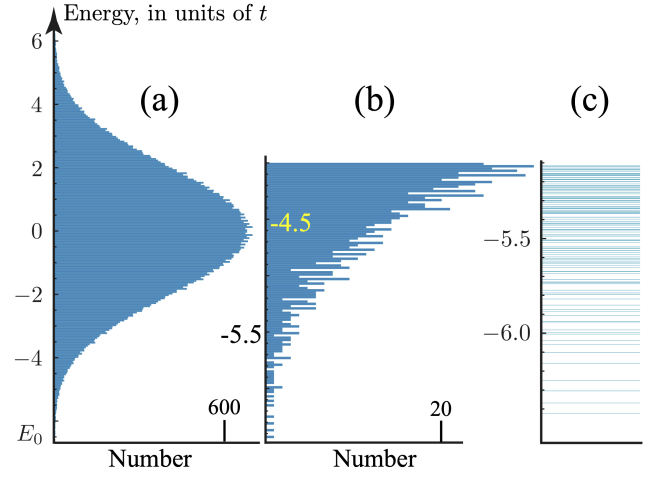 Energy, in units of t
6
4
2
0
−2
−4
E0
(a)
(b)
(c)
-4.5
-5.5
−5.5
−6.0
600
20
Number
Number